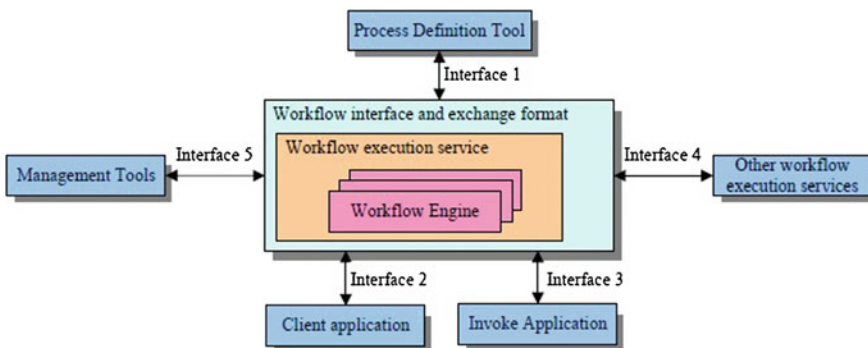 Process Definition Tool
Interface 1
Workflow interface and exchange format
Workflow execution service
Workflow Engine
Interface 5
Management Tools
Interface 4
Other workflow
execution services
Interface 2
Interface 3
Client application
Invoke Application